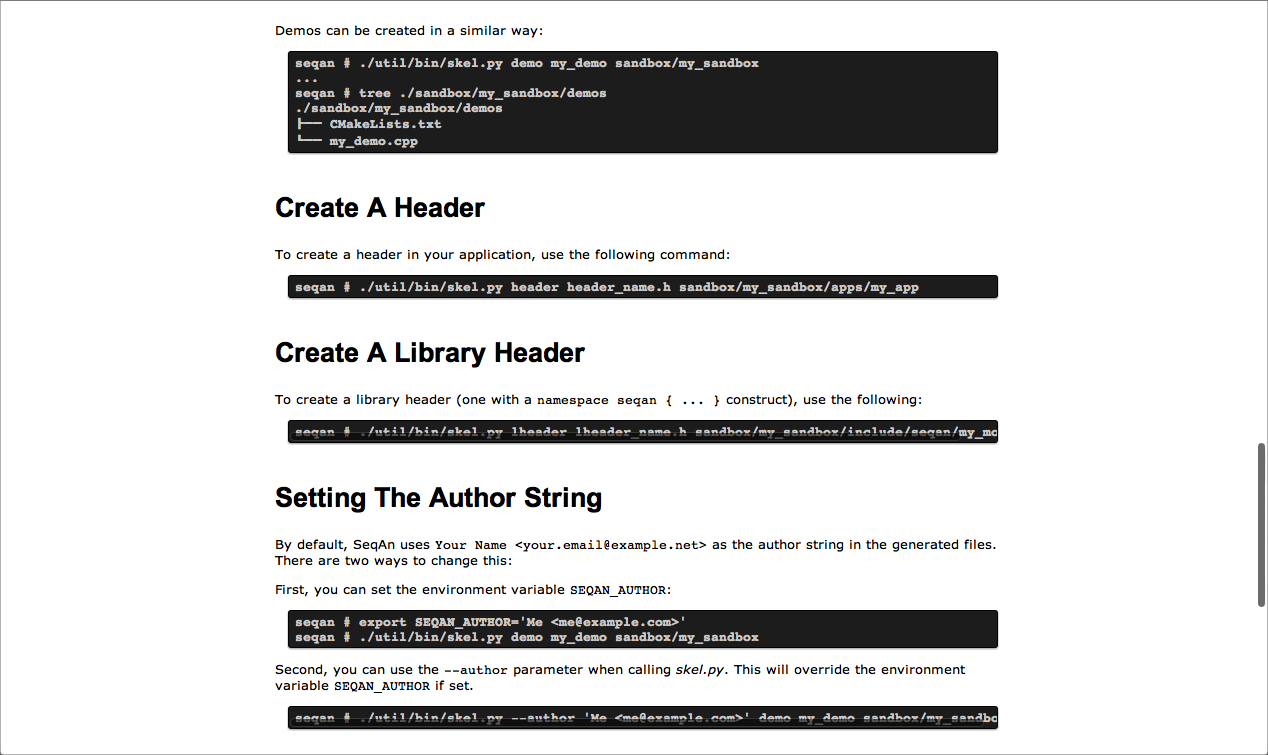 Demos can be created in a similar way:
seqan # ./util/bin/skel.py demo my_demo sandbox/my_sandbox
...
seqan # tree ./sandbox/my_sandbox/demos
./sandbox/my_sandbox/demos
├── CMakeLists.txt
└── my_demo.cpp
Create A Header
To create a header in your application, use the following command:
seqan # ./util/bin/skel.py header header_name.h sandbox/my_sandbox/apps/my_app
Create A Library Header
To create a library header (one with a namespace seqan { ... } construct), use the following:
seqan # ./util/bin/skel.py lheader lheader_name.h sandbox/my_sandbox/include/seqan/my_mo
Setting The Author String
By default, SeqAn uses Your Name <your.email@example.net> as the author string in the generated files.
There are two ways to change this:
First, you can set the environment variable SEQAN_AUTHOR:
seqan # export SEQAN_AUTHOR='Me <me@example.com>'
seqan # ./util/bin/skel.py demo my_demo sandbox/my_sandbox
Second, you can use the --author parameter when calling skel.py. This will override the environment
variable SEQAN_AUTHOR if set.
seqan # ./util/bin/skel.py --author 'Me <me@example.com>' demo my_demo sandbox/my_sandbo